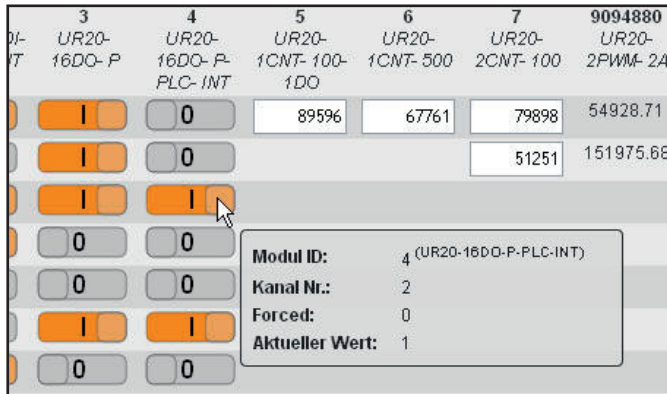 3 4 5 6 7 9094880
DI- UR20- UR20- UR20- UR20- UR20- UR20-
IT 16DO- P 16DO- P- 1CNT- 100- 1CNT- 500 2CNT- 100 2PWM- 2A
PLC- INT 1DO
I 0 89596 67761 79898 54928.71
I 0 51251 151975.68
I I
0 0
Modul ID: 4 (UR20-16DO-P-PLC-INT)
0 0 Kanal Nr.: 2
Forced: 0
I I Aktueller Wert: 1
0 0